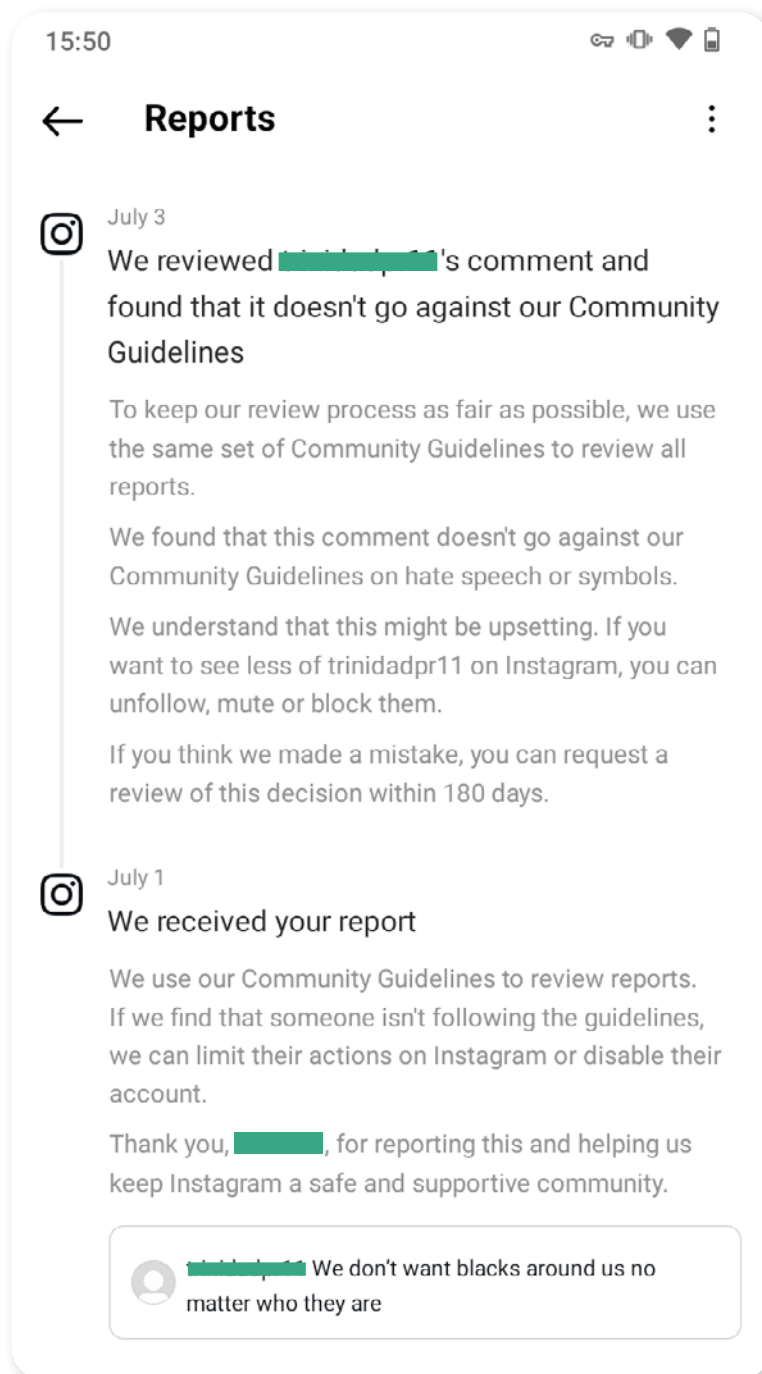 15:50
Reports
July 3
We reviewed 's comment and
found that it doesn't go against our Community
Guidelines
To keep our review process as fair as possible, we use
the same set of Community Guidelines to review all
reports.
We found that this comment doesn't go against our
Community Guidelines on hate speech or symbols.
We understand that this might be upsetting. If you
want to see less of trinidadpr11 on Instagram, you can
unfollow, mute or block them.
If you think we made a mistake, you can request a
review of this decision within 180 days.
July 1
We received your report
We use our Community Guidelines to review reports.
If we find that someone isn't following the guidelines,
we can limit their actions on Instagram or disable their
account.
Thank you, , for reporting this and helping us
keep Instagram a safe and supportive community.
We don't want blacks around us no
matter who they are